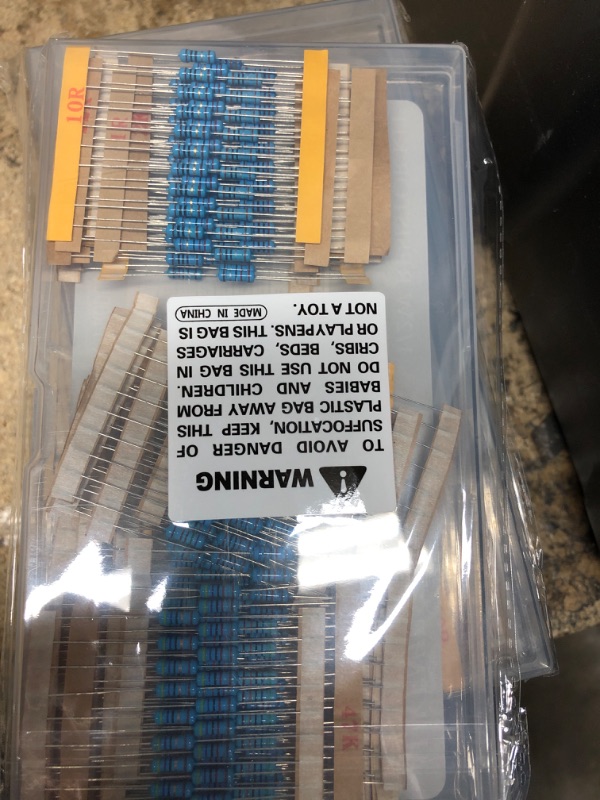 10R
WARNING
TO AVOID DANGER OF
SUFFOCATION, KEEP THIS
PLASTIC BAG AWAY FROM
BABIES AND CHILDREN.
DO NOT USE THIS BAG IN
CRIBS, BEDS, CARRIAGES
OR PLAYPENS. THIS BAG IS
NOT A TOY. MADE IN CHINA